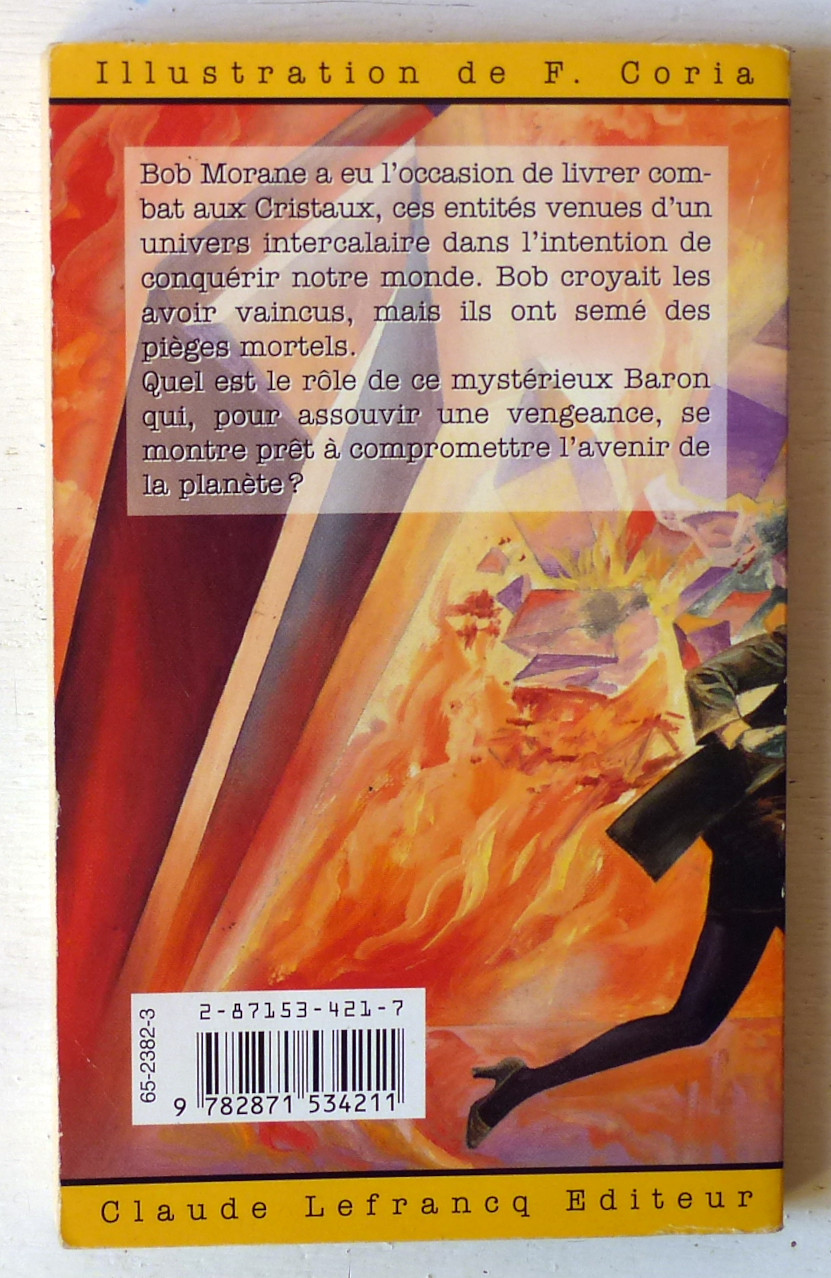 Illustration de F. Coria
Bob Morane a eu l'occasion de livrer com-
bat aux Cristaux, ces entités venues d'un
univers intercalaire dans l'intention de
conquérir notre monde. Bob croyait les
avoir vaincus, mais ils ont semé des
pièges mortels.
Quel est le rôle de ce mystérieux Baron
qui, pour assouvir une vengeance, se
montre prêt à compromettre l'avenir de
la planète ?
65-2382-3
2-87153-421-7
9 782871 534211
Claude Lefrancq Editeur